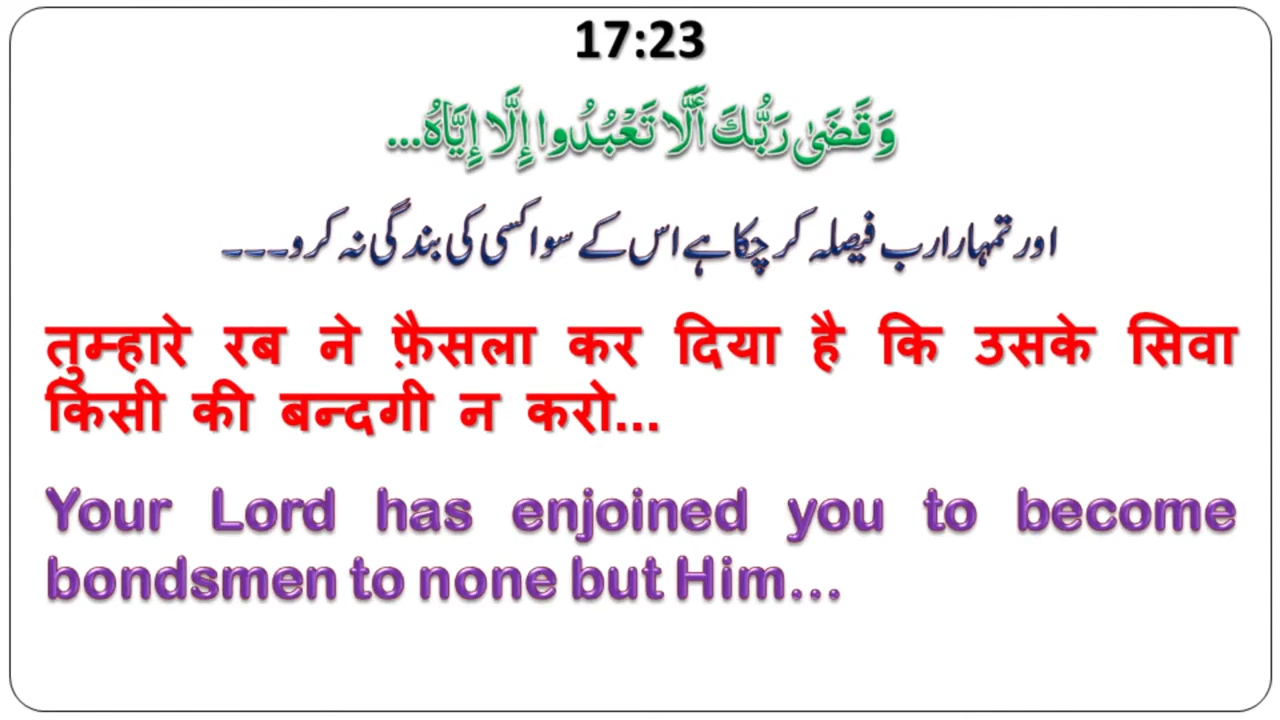 17:23
وَقَضَىٰ رَبُّكَ أَلَّا تَعْبُدُوا إِلَّا إِيَّاهُ...
اور تمہارا رب فیصلہ کر چکا ہے اس کے سوا کسی کی بندگی نہ کرو۔۔۔
तुम्हारे रब ने फ़ैसला कर दिया है कि उसके सिवा
किसी की बन्दगी न करो...
Your Lord has enjoined you to become
bondsmen to none but Him...